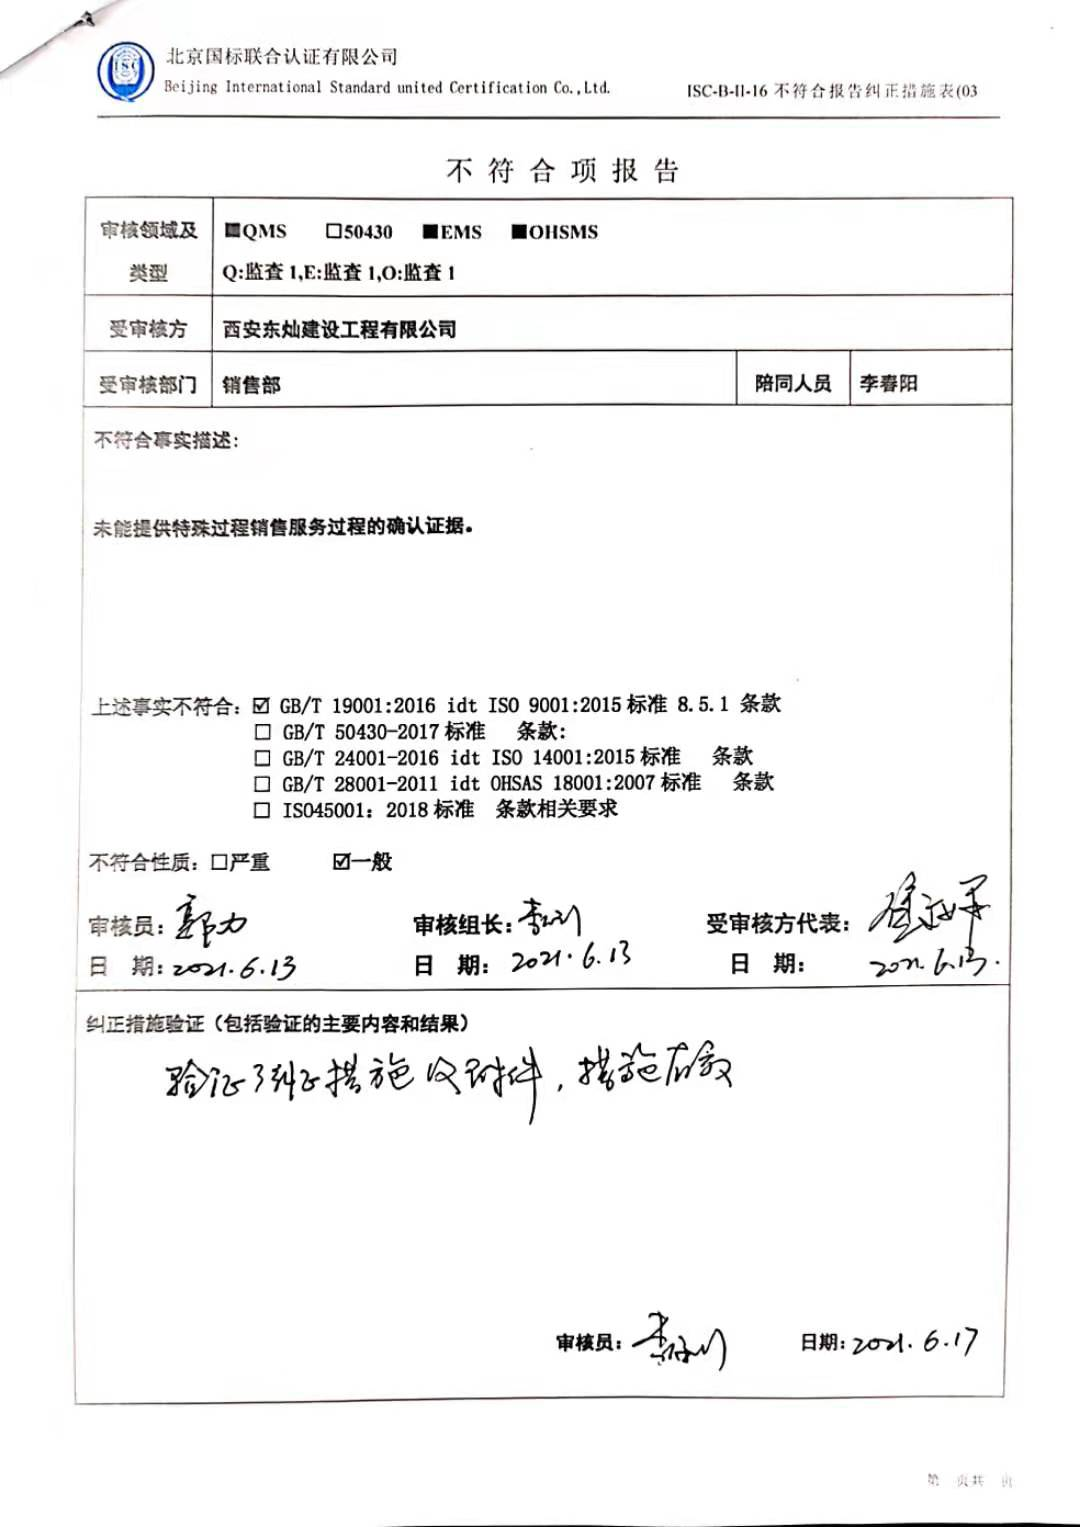 北京国标联合认证有限公司
Beijing International Standard united Certification Co.,Ltd.
ISC-B-II-16 不符合报告纠正措施表(03
不符合项报告
审核领域及类型
■QMS □50430 ■EMS ■OHSMS
Q:监查 1,E:监查 1,O:监查 1
受审核方 西安东灿建设工程有限公司
受审核部门 销售部 陪同人员 李春阳
不符合事实描述:
未能提供特殊过程销售服务过程的确认证据。
上述事实不符合: ☑ GB/T 19001:2016 idt ISO 9001:2015 标准 8.5.1 条款
□ GB/T 50430-2017 标准 条款:
□ GB/T 24001-2016 idt ISO 14001:2015 标准 条款
□ GB/T 28001-2011 idt OHSAS 18001:2007 标准 条款
□ ISO45001: 2018 标准 条款相关要求
不符合性质: □严重 ☑一般
审核员: 郭力 审核组长: 受审核方代表:
日 期: 2021.6.13 日 期: 2021.6.13 日 期: 2021.6.13.
纠正措施验证（包括验证的主要内容和结果）
验证了纠正措施及附件, 措施有效
审核员: 日期: 2021.6.17
第 页共 页